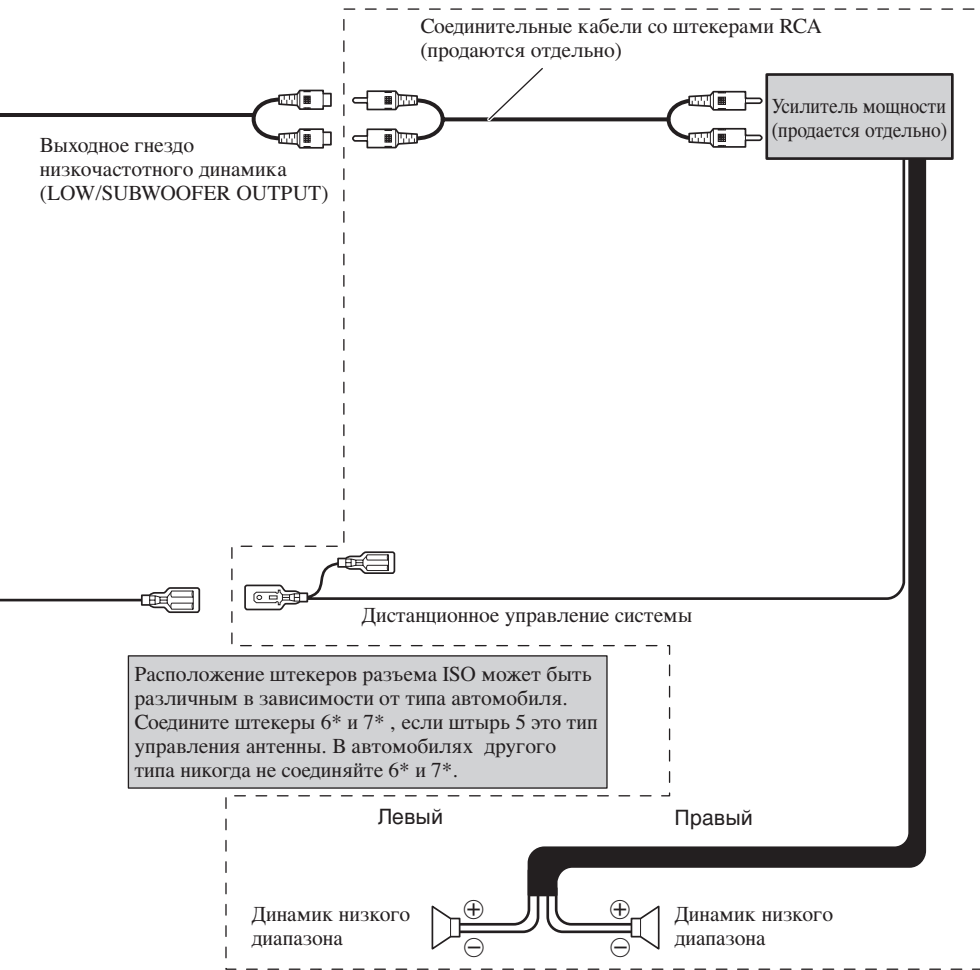 Соединительные кабели со штекерами RCA
(продаются отдельно)
Усилитель мощности
(продается отдельно)
Выходное гнездо
низкочастотного динамика
(LOW/SUBWOOFER OUTPUT)
Дистанционное управление системы
Расположение штекеров разъема ISO может быть
различным в зависимости от типа автомобиля.
Соедините штекеры 6* и 7* , если штырь 5 это тип
управления антенны. В автомобилях другого
типа никогда не соединяйте 6* и 7*.
Левый
Правый
Динамик низкого
диапазона
⊕
⊖
⊕
⊖
Динамик низкого
диапазона